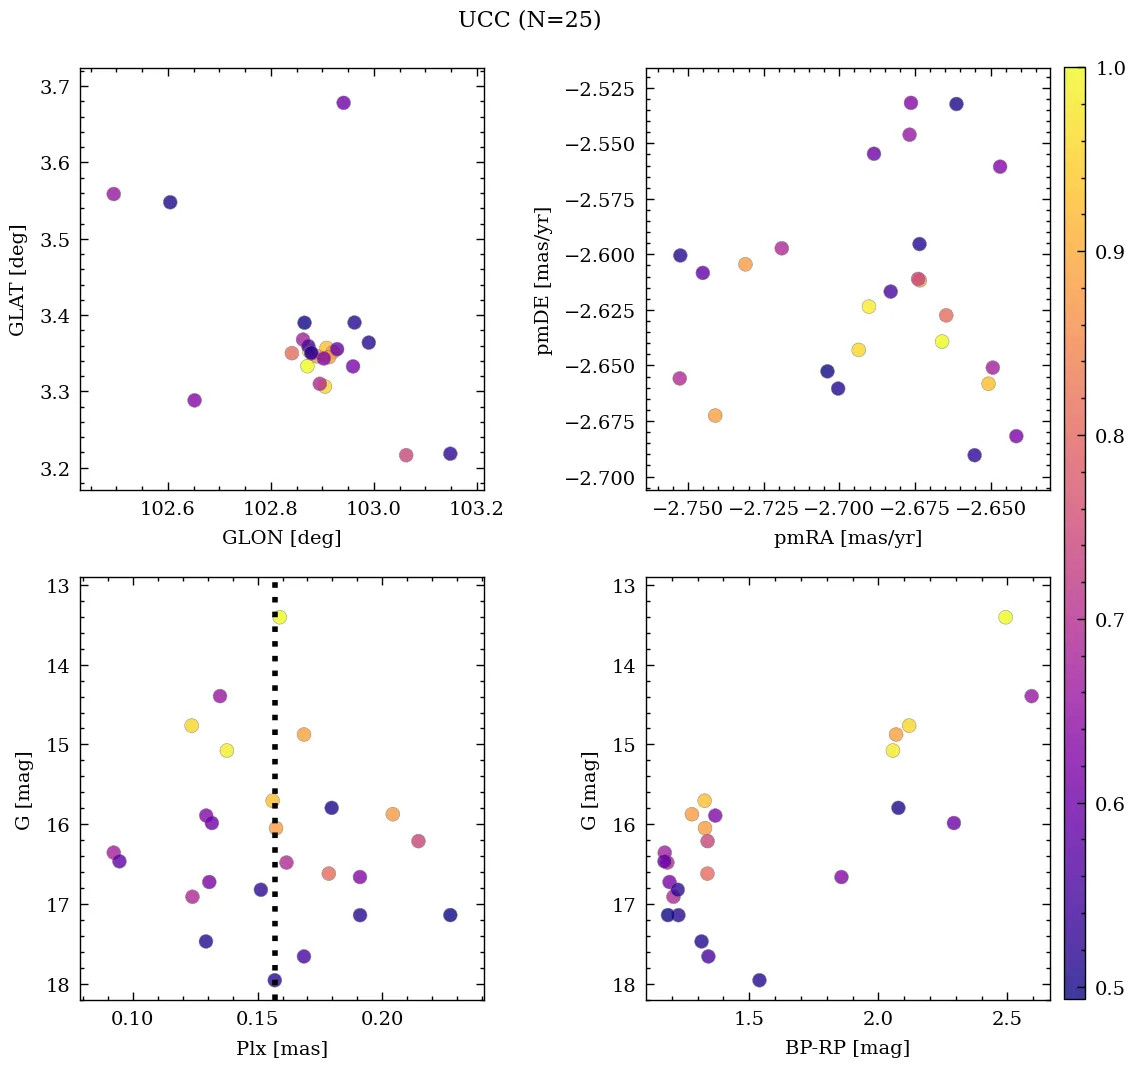 UCC (N=25)
3.7
3.6
3.5
3.4
3.3
3.2
GLAT [deg]
102.6 102.8 103.0 103.2
GLON [deg]
−2.525
−2.550
−2.575
−2.600
−2.625
−2.650
−2.675
−2.700
pmDE [mas/yr]
−2.750 −2.725 −2.700 −2.675 −2.650
pmRA [mas/yr]
1.0
0.9
0.8
0.7
0.6
0.5
13
14
15
16
17
18
G [mag]
0.10 0.15 0.20
Plx [mas]
13
14
15
16
17
18
G [mag]
1.5 2.0 2.5
BP-RP [mag]